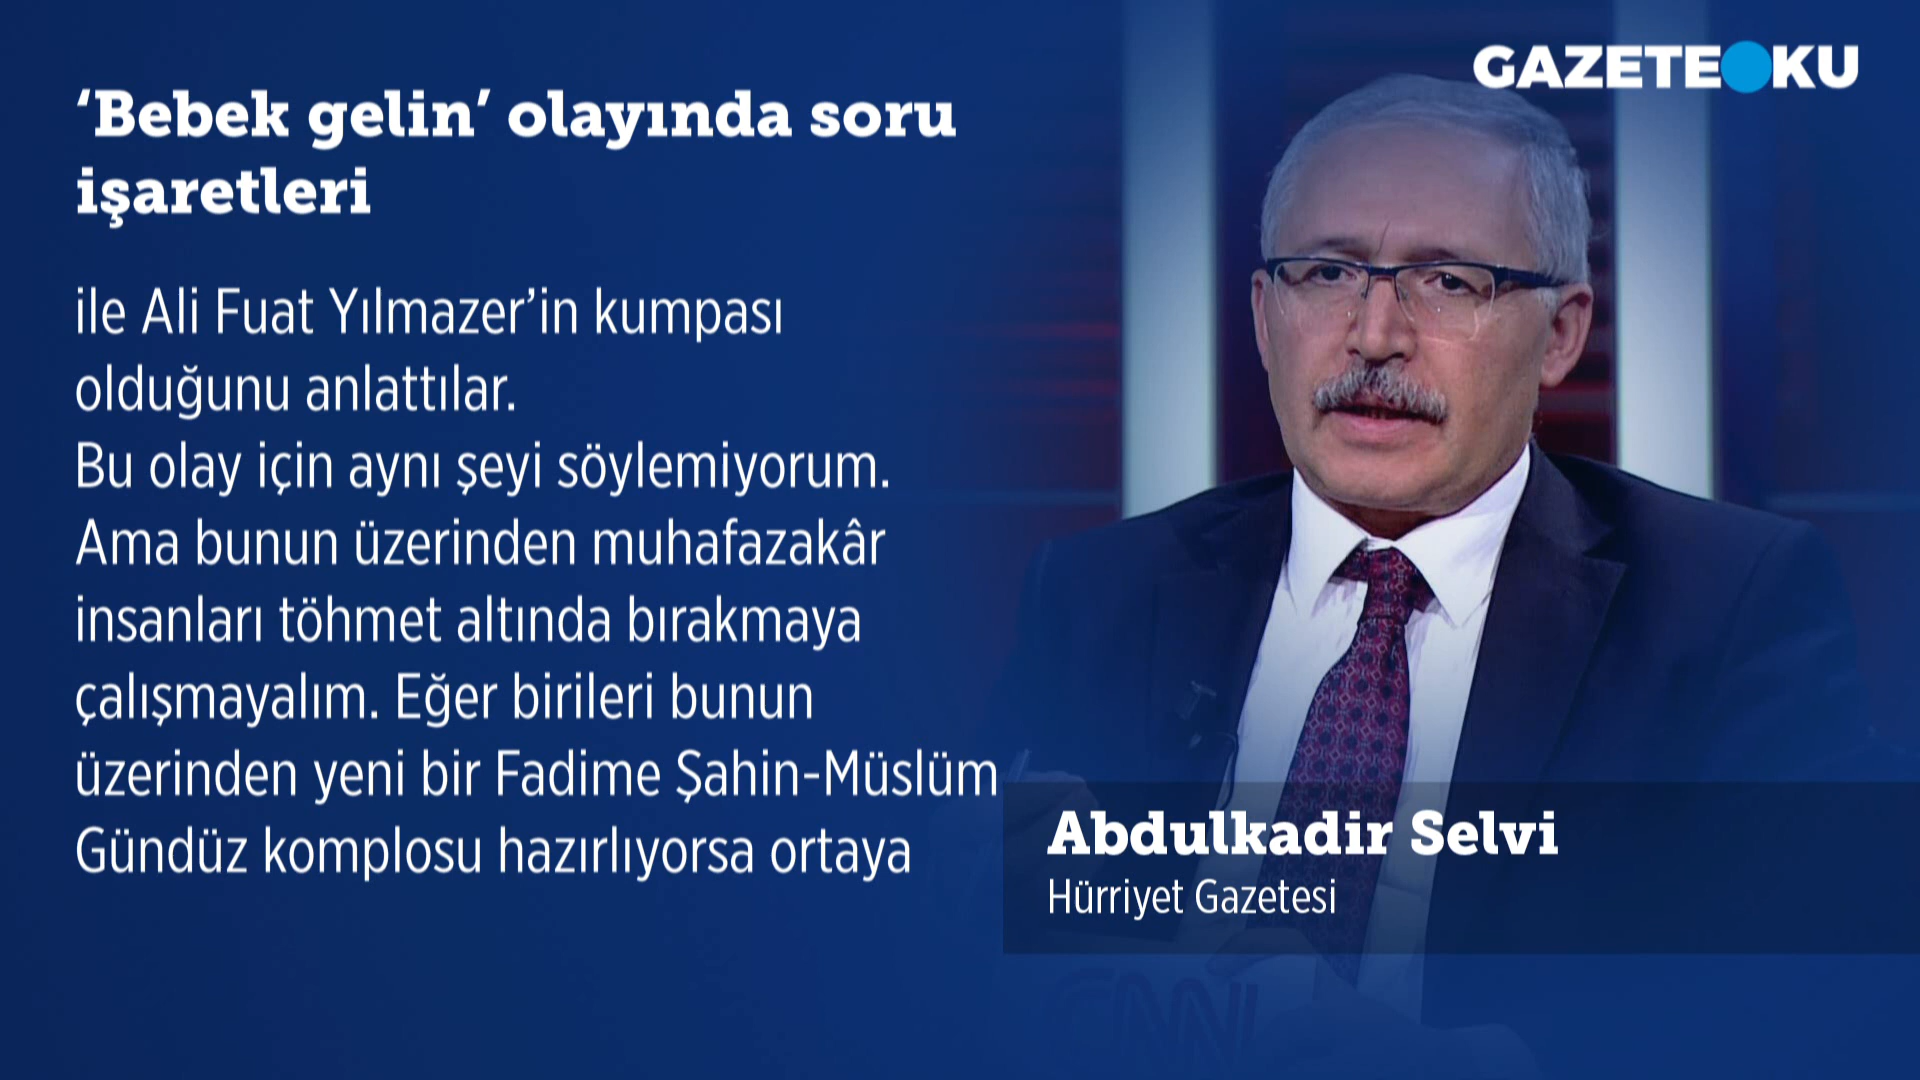 GAZETE KU
‘Bebek gelin’ olayında soru
işaretleri
ile Ali Fuat Yılmazer’in kumpası
olduğunu anlattılar.
Bu olay için aynı şeyi söylemiyorum.
Ama bunun üzerinden muhafazakâr
insanları töhmet altında bırakmaya
çalışmayalım. Eğer birileri bunun
üzerinden yeni bir Fadime Şahin-Müslüm
Gündüz komplosu hazırlıyorsa ortaya
Abdulkadir Selvi
Hürriyet Gazetesi
CNN